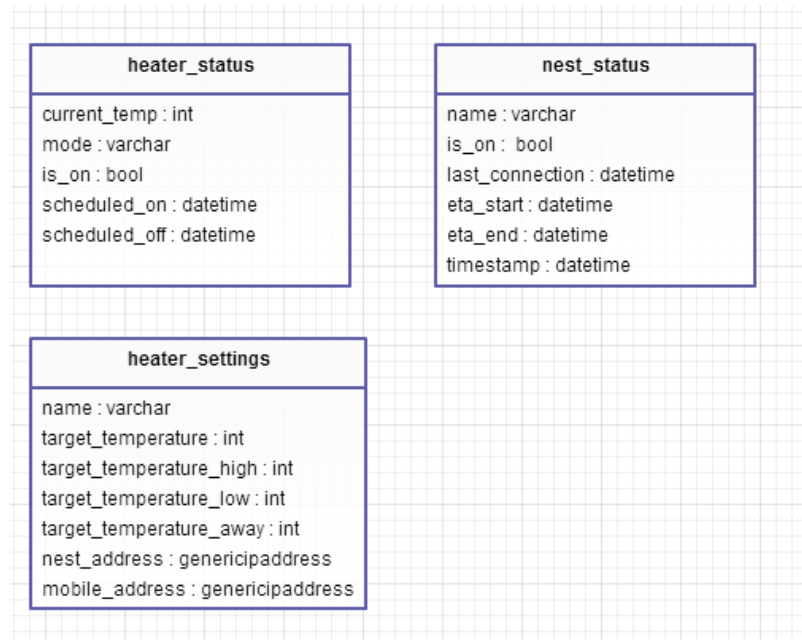 heater_status
current_temp : int
mode : varchar
is_on : bool
scheduled_on : datetime
scheduled_off : datetime
nest_status
name : varchar
is_on :  bool
last_connection : datetime
eta_start : datetime
eta_end : datetime
timestamp : datetime
heater_settings
name : varchar
target_temperature : int
target_temperature_high : int
target_temperature_low : int
target_temperature_away : int
nest_address : genericipaddress
mobile_address : genericipaddress